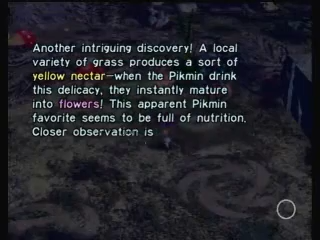 Another intriguing discovery! A local
variety of grass produces a sort of
yellow nectar—when the Pikmin drink
this delicacy, they instantly mature
into flowers! This apparent Pikmin
favorite seems to be full of nutrition.
Closer observation is